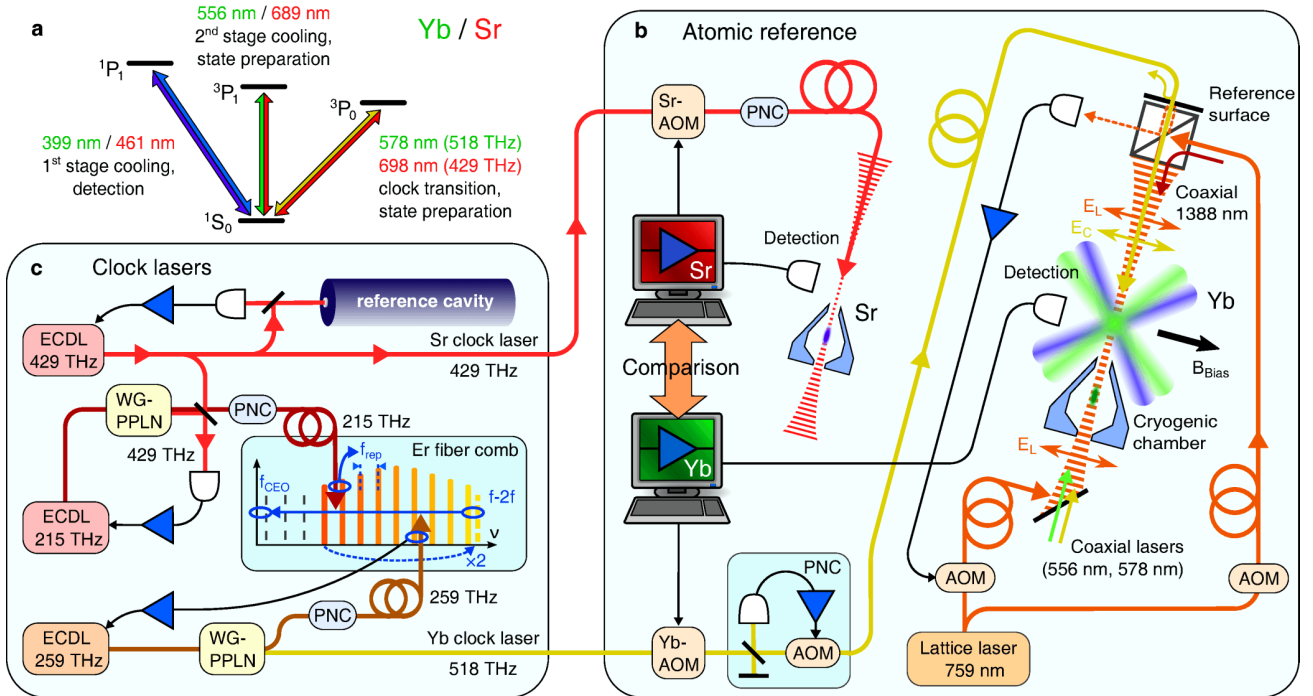 a
556 nm / 689 nm
2nd stage cooling,
state preparation
Yb / Sr
1P1
3P1
3P0
399 nm / 461 nm
1st stage cooling,
detection
578 nm (518 THz)
698 nm (429 THz)
clock transition,
state preparation
1S0
c Clock lasers
reference cavity
ECDL
429 THz
Sr clock laser
429 THz
WG-
PPLN
PNC
215 THz
429 THz
Er fiber comb
frep
fCEO
f-2f
ν
×2
ECDL
215 THz
259 THz
PNC
ECDL
259 THz
WG-
PPLN
Yb clock laser
518 THz
b Atomic reference
Sr-
AOM
PNC
Reference
surface
Coaxial
1388 nm
EL
EC
Detection
Sr
Sr
Detection
Yb
BBias
Comparison
Yb
Cryogenic
chamber
EL
Coaxial lasers
(556 nm, 578 nm)
PNC
AOM
AOM
Yb-
AOM
AOM
Lattice laser
759 nm